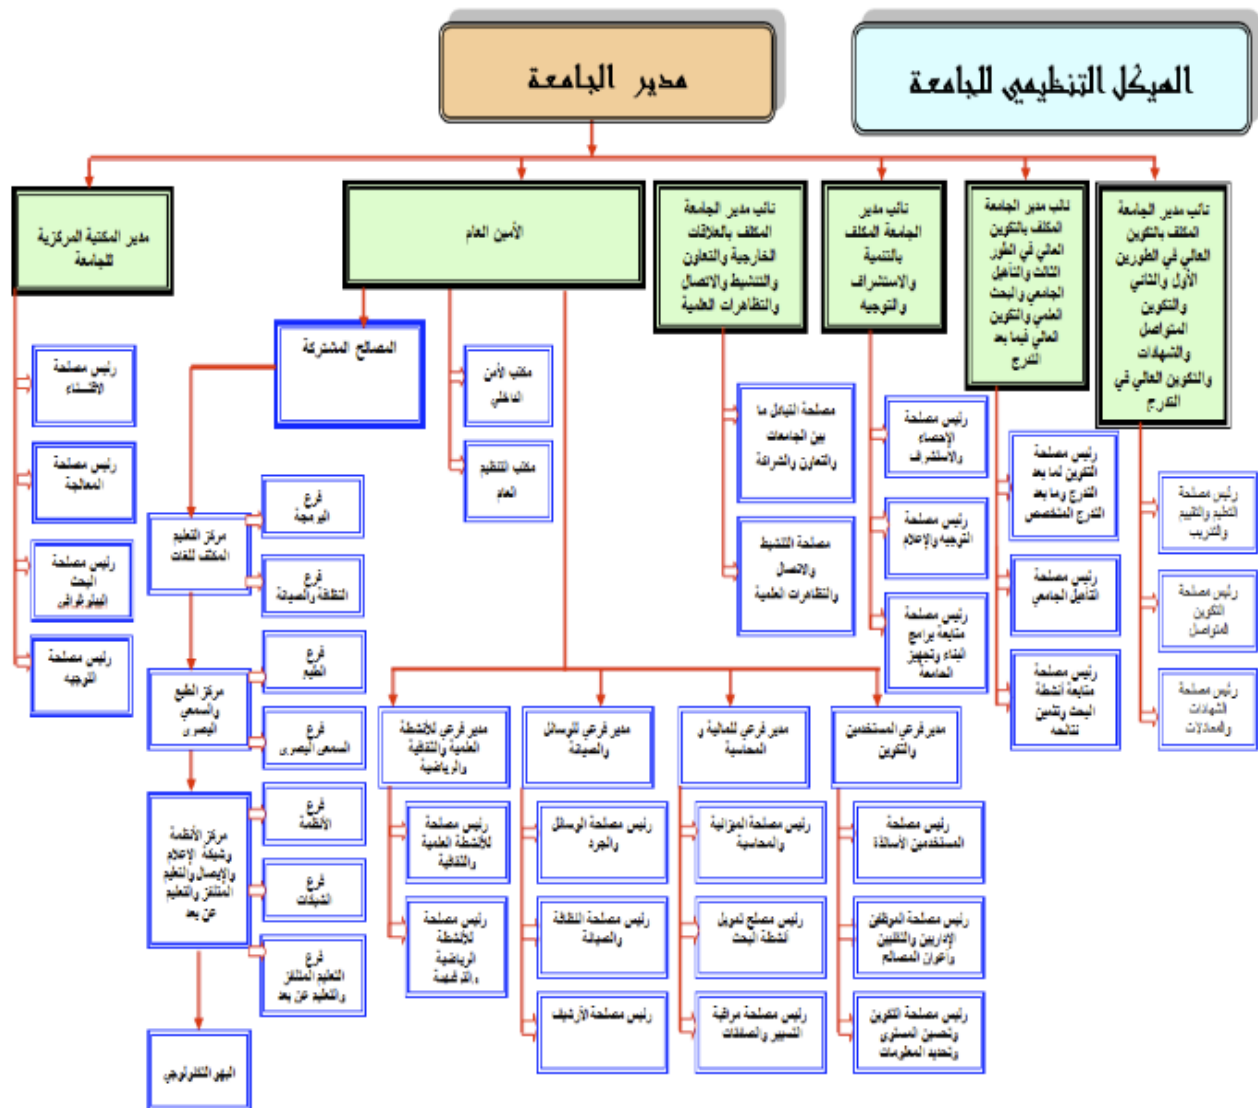 الهيكل التنظيمي للجامعة
مدير الجامعة
نائب مدير الجامعة
المكلف بالتكوين
العالي في الطورين
الأول والثاني
والتكوين
المتواصل
والشهادات
والتكوين العالي في
التدرج
نائب مدير الجامعة
المكلف بالتكوين
العالي في الطور
الثالث والتأهيل
الجامعي والبحث
العلمي والتكوين
العالي فيما بعد
التدرج
نائب مدير
الجامعة المكلف
بالتنمية
والاستشراف
والتوجيه
نائب مدير الجامعة
المكلف بالعلاقات
الخارجية والتعاون
والتنشيط والاتصال
والتظاهرات العلمية
الأمين العام
مدير المكتبة المركزية
للجامعة
رئيس مصلحة
التعليم والتقييم
والتدريب
رئيس مصلحة
التكوين
المتواصل
رئيس مصلحة
الشهادات
والمعادلات
رئيس مصلحة
التكوين لما بعد
التدرج وما بعد
التدرج المتخصص
رئيس مصلحة
التأهيل الجامعي
رئيس مصلحة
متابعة أنشطة
البحث وتثمين
نتائجه
رئيس مصلحة
الإحصاء
والأستشراف
رئيس مصلحة
التوجيه والإعلام
رئيس مصلحة
متابعة برامج
البناء وتجهيز
الجامعة
مصلحة التبادل ما
بين الجامعات
والتعاون والشراكة
مصلحة التنشيط
والاتصال
والتظاهرات العلمية
مكتب الأمن
الداخلي
مكتب التنظيم
العام
المصالح المشتركة
مركز التعليم
المكثف للغات
فرع
البرمجة
فرع
النظافة والصيانة
مركز الطبع
والسمعي
البصري
فرع
الطبع
فرع
السمعي البصري
مركز الأنظمة
وشبكة الإعلام
والإيصال والتعليم
المتلفز والتعليم
عن بعد
فرع
الأنظمة
فرع
الشبكات
فرع
التعليم المتلفز
والتعليم عن بعد
البهو التكنولوجي
رئيس مصلحة
الاقتناء
رئيس مصلحة
المعالجة
رئيس مصلحة
البحث
البيبلوغرافي
رئيس مصلحة
التوجيه
مدير فرعي المستخدمين
والتكوين
رئيس مصلحة
المستخدمين الأساتذة
رئيس مصلحة الموظفين
الإداريين والتقنيين
وأعوان المصالح
رئيس مصلحة التكوين
وتحسين المستوى
وتجديد المعلومات
مدير فرعي للمالية و
المحاسبة
رئيس مصلحة الميزانية
والمحاسبة
رئيس مصلح تمويل
أنشطة البحث
رئيس مصلحة مراقبة
التسيير والصفقات
مدير فرعي للوسائل
والصيانة
رئيس مصلحة الوسائل
والجرد
رئيس مصلحة النظافة
والصيانة
رئيس مصلحة الأرشيف
مدير فرعي للأنشطة
العلمية والثقافية
والرياضية
رئيس مصلحة
للأنشطة العلمية
والثقافية
رئيس مصلحة
للأنشطة
الرياضية
والترفيهية